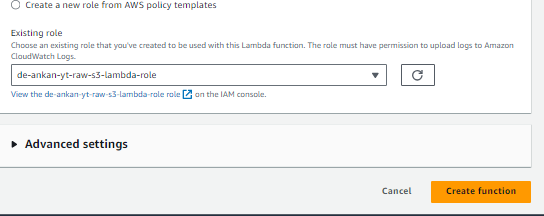 Create a new role from AWS policy templates
Existing role
Choose an existing role that you've created to be used with this Lambda function. The role must have permission to upload logs to Amazon
CloudWatch Logs.
de-ankan-yt-raw-s3-lambda-role
View the de-ankan-yt-raw-s3-lambda-role role on the IAM console.
Advanced settings
Cancel Create function